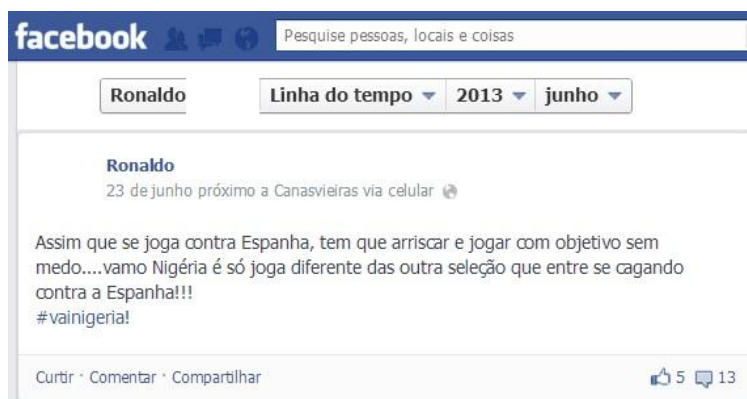 facebook Pesquise pessoas, locais e coisas
Ronaldo Linha do tempo 2013 junho
Ronaldo
23 de junho próximo a Canasvieiras via celular
Assim que se joga contra Espanha, tem que arriscar e jogar com objetivo sem
medo....vamo Nigéria é só joga diferente das outra seleção que entre se cagando
contra a Espanha!!!
#vainigeria!
Curtir · Comentar · Compartilhar 5 13